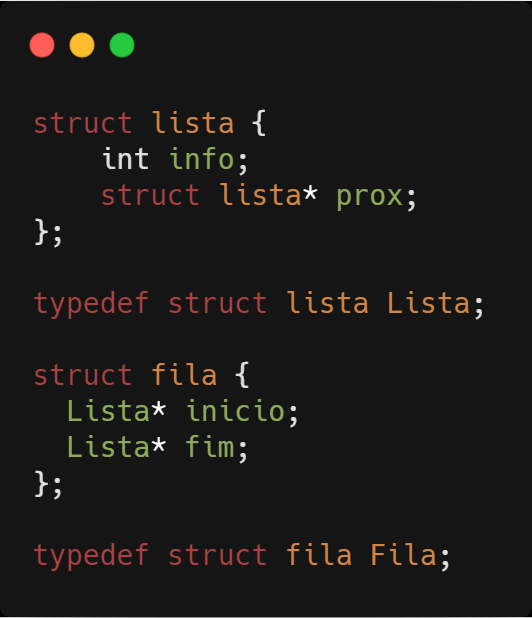 struct lista {
    int info;
    struct lista* prox;
};

typedef struct lista Lista;

struct fila {
  Lista* inicio;
  Lista* fim;
};

typedef struct fila Fila;